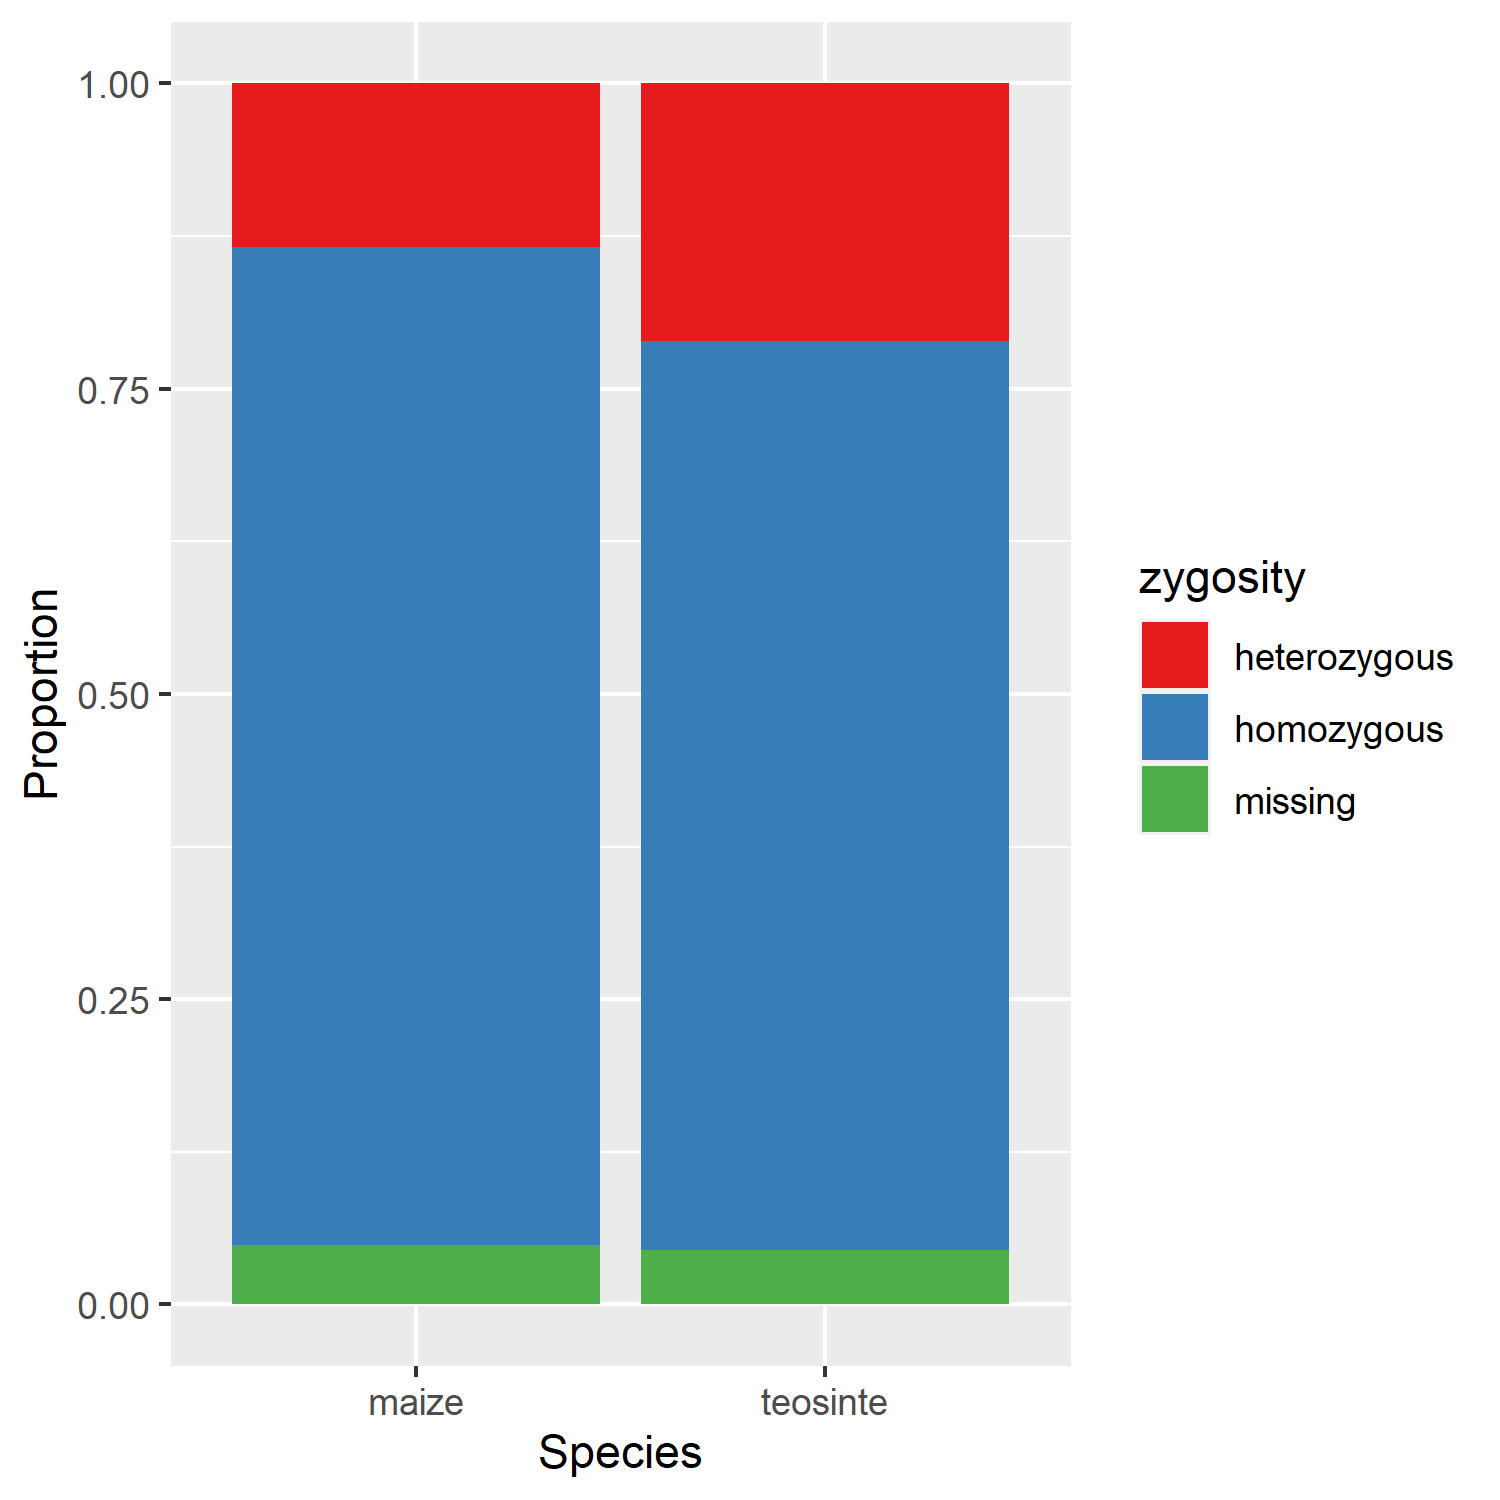 Proportion
1.00
0.75
0.50
0.25
0.00
maize
teosinte
Species
zygosity
heterozygous
homozygous
missing